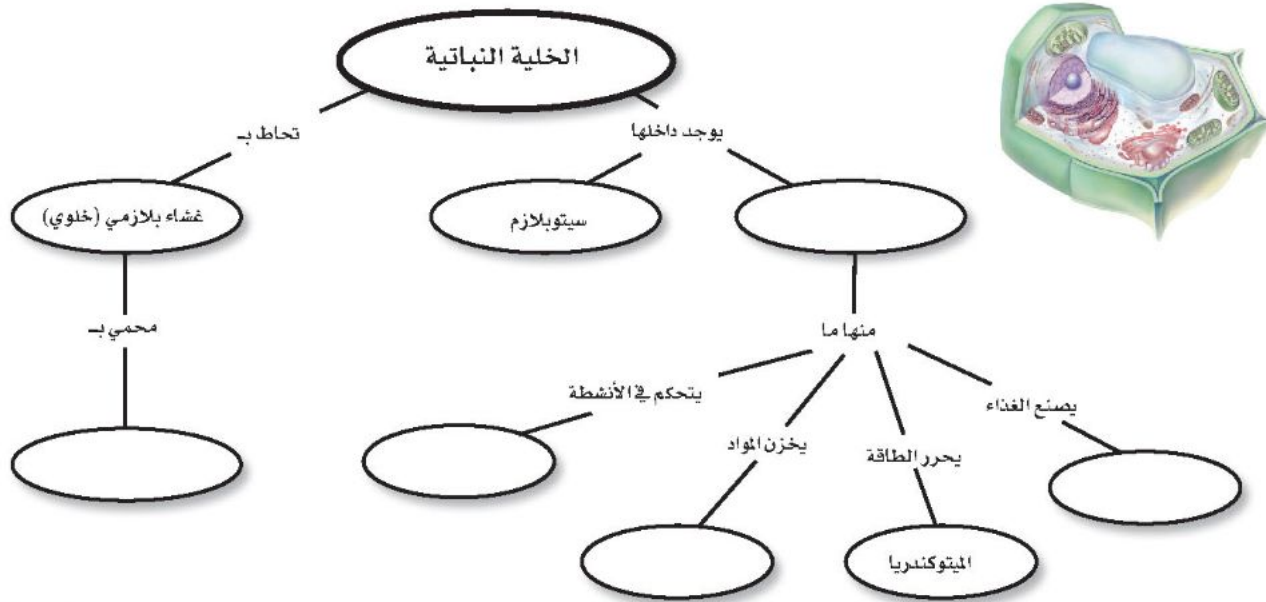 الخلية النباتية
تحاط بـ
يوجد داخلها
غشاء بلازمي (خلوي)
سيتوبلازم
محمي بـ
منها ما
يتحكم في الأنشطة
يخزن المواد
يحرر الطاقة
يصنع الغذاء
الميتوكندريا